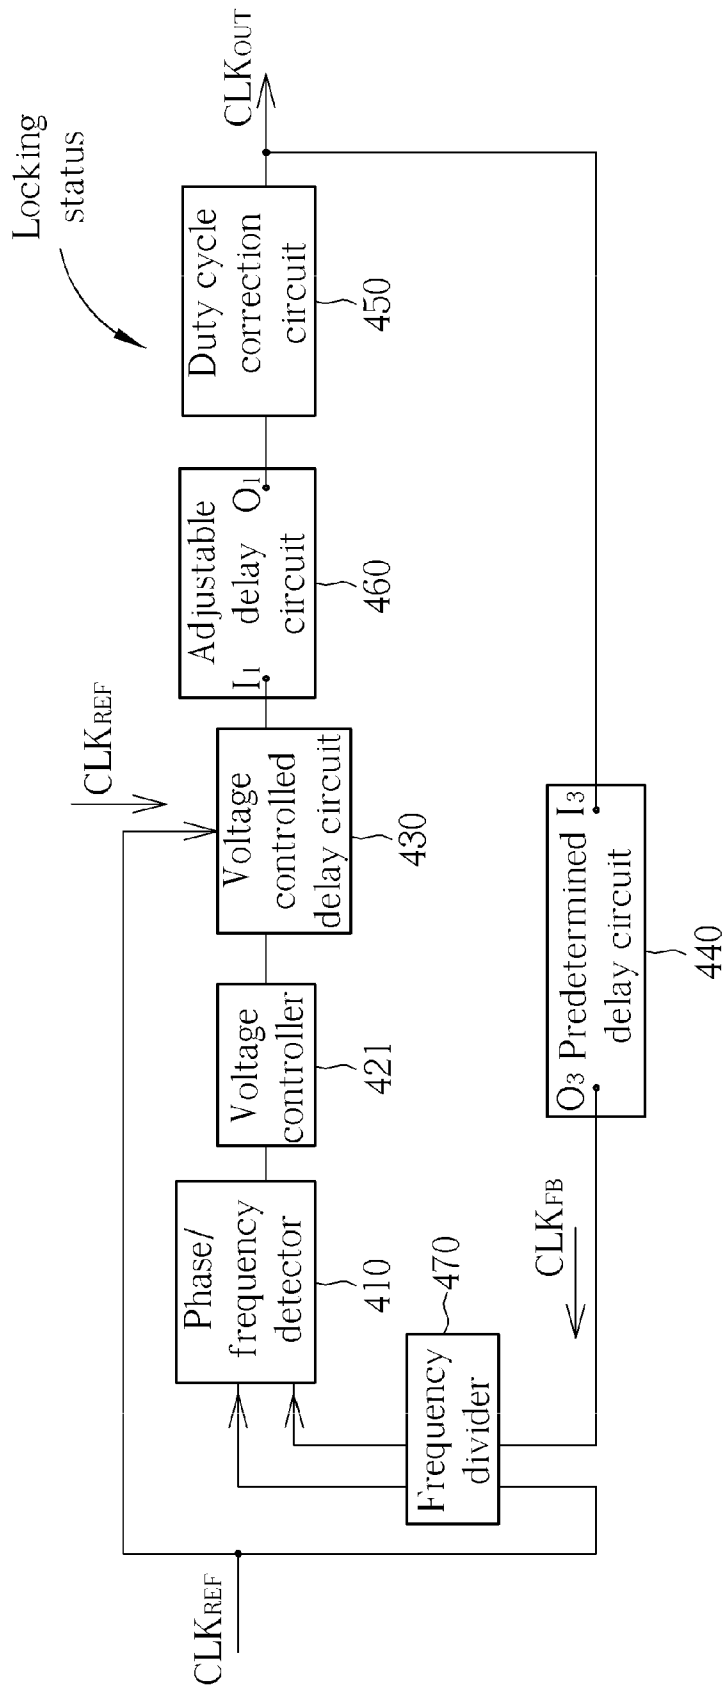 Locking
status
CLKREF
CLKREF
Phase/
frequency
detector
410
Voltage
controller
421
Voltage
controlled
delay circuit
430
Adjustable
I1 delay O1
circuit
460
Duty cycle
correction
circuit
450
CLKOUT
Frequency
divider
470
CLKFB
O3 Predetermined I3
delay circuit
440